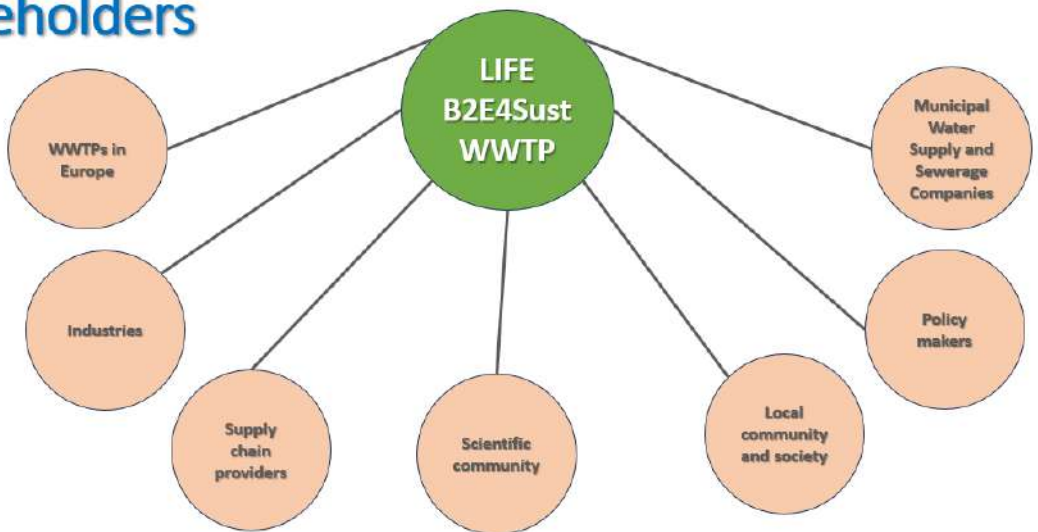 eholders
LIFE
B2E4Sust
WWTP
WWTPs in
Europe
Municipal
Water
Supply and
Sewerage
Companies
Industries
Policy
makers
Supply
chain
providers
Scientific
community
Local
community
and society